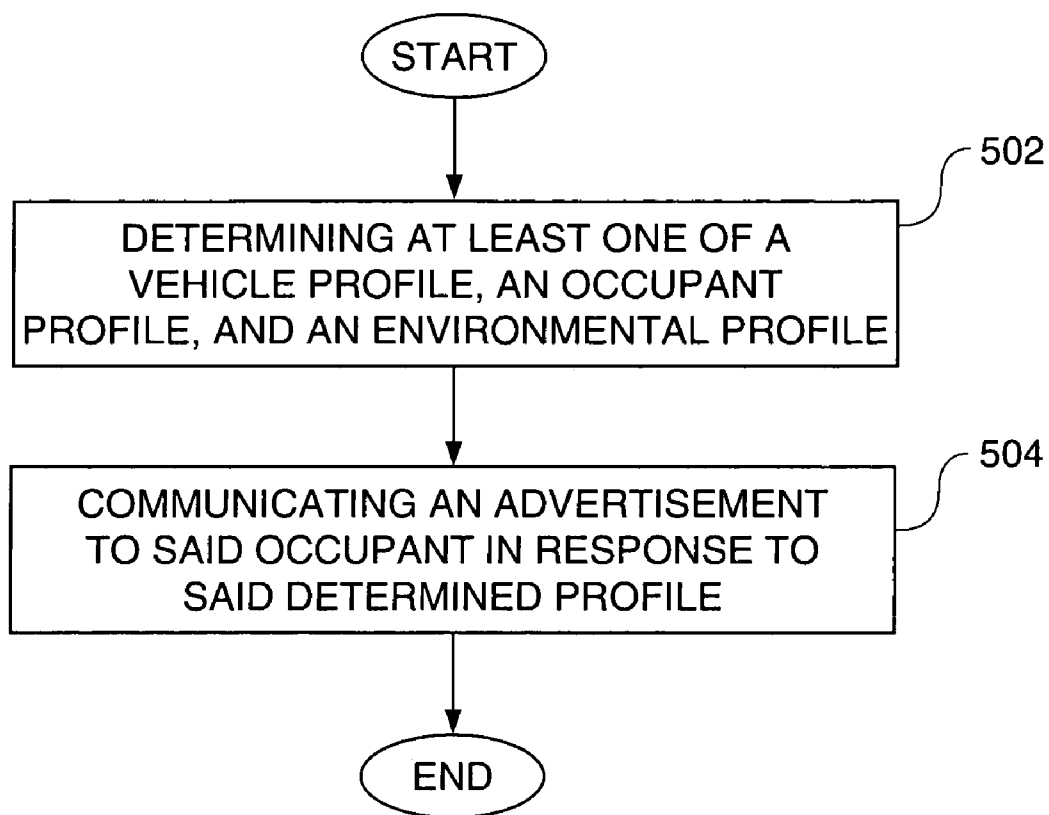 START
502
DETERMINING AT LEAST ONE OF A
VEHICLE PROFILE, AN OCCUPANT
PROFILE, AND AN ENVIRONMENTAL PROFILE
504
COMMUNICATING AN ADVERTISEMENT
TO SAID OCCUPANT IN RESPONSE TO
SAID DETERMINED PROFILE
END